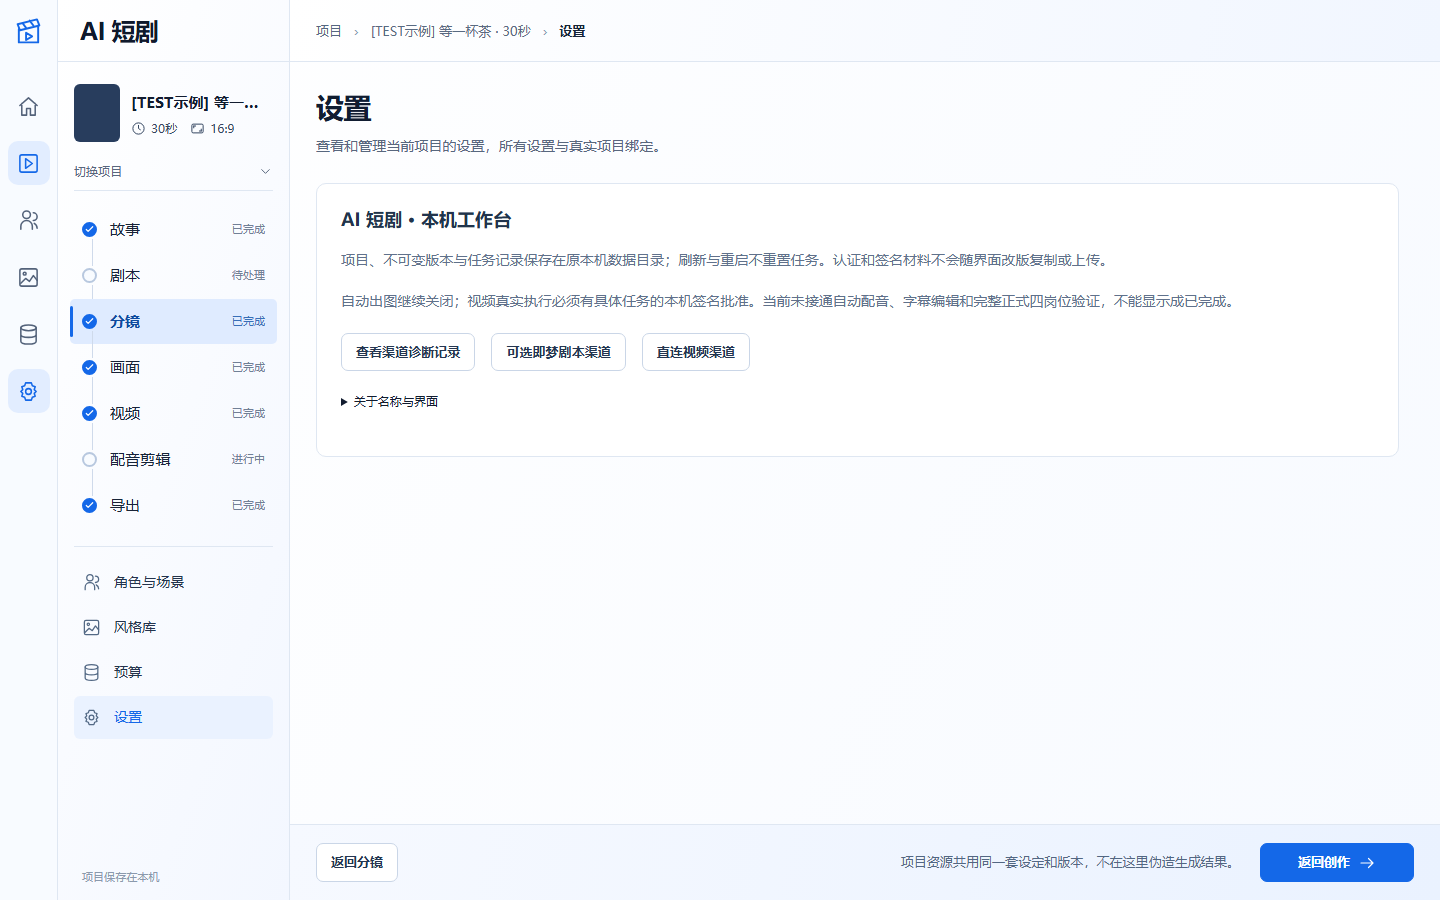 AI 短剧
项目 › [TEST示例] 等一杯茶 · 30秒 › 设置
[TEST示例] 等一...
30秒 16:9
切换项目
故事 已完成
剧本 待处理
分镜 已完成
画面 已完成
视频 已完成
配音剪辑 进行中
导出 已完成
角色与场景
风格库
预算
设置
项目保存在本机
设置
查看和管理当前项目的设置，所有设置与真实项目绑定。
AI 短剧 · 本机工作台
项目、不可变版本与任务记录保存在原本机数据目录；刷新与重启不重置任务。认证和签名材料不会随界面改版复制或上传。
自动出图继续关闭；视频真实执行必须有具体任务的本机签名批准。当前未接通自动配音、字幕编辑和完整正式四岗位验证，不能显示成已完成。
查看渠道诊断记录 可选即梦剧本渠道 直连视频渠道
▶ 关于名称与界面
返回分镜 项目资源共用同一套设定和版本，不在这里伪造生成结果。 返回创作 →